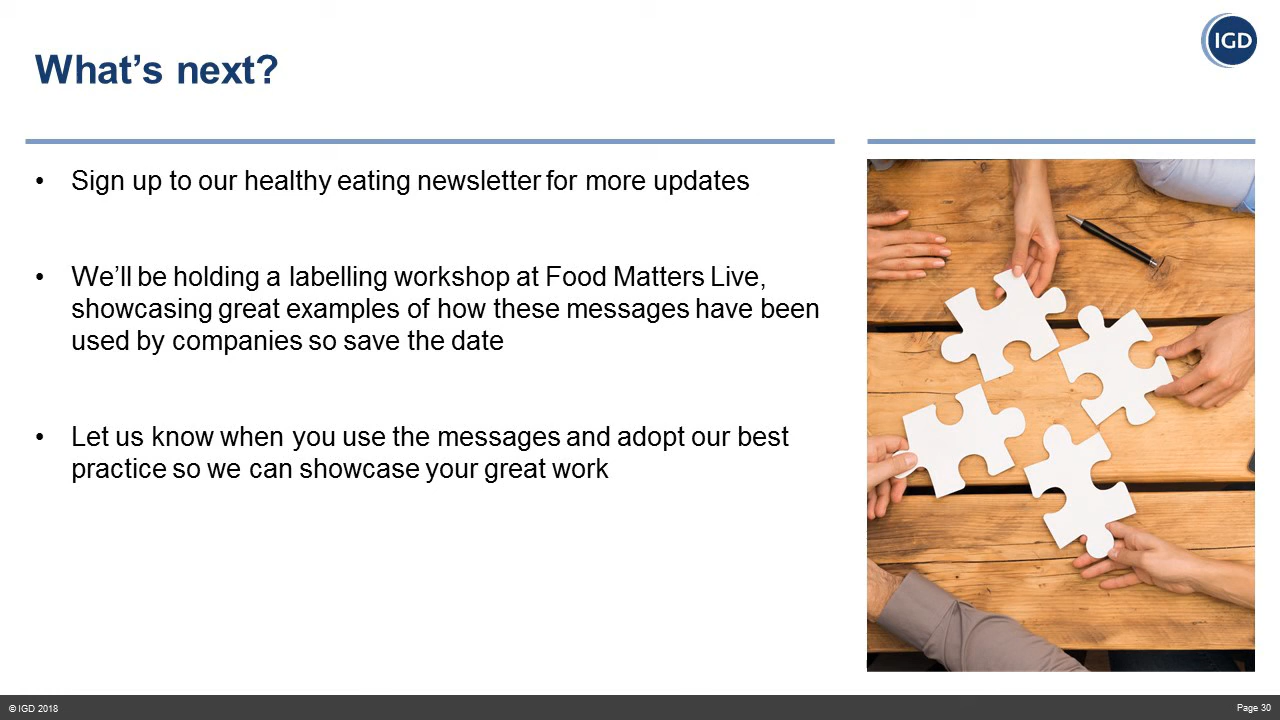 What’s next?
IGD
• Sign up to our healthy eating newsletter for more updates
• We’ll be holding a labelling workshop at Food Matters Live,
showcasing great examples of how these messages have been
used by companies so save the date
• Let us know when you use the messages and adopt our best
practice so we can showcase your great work
© IGD 2018
Page 30